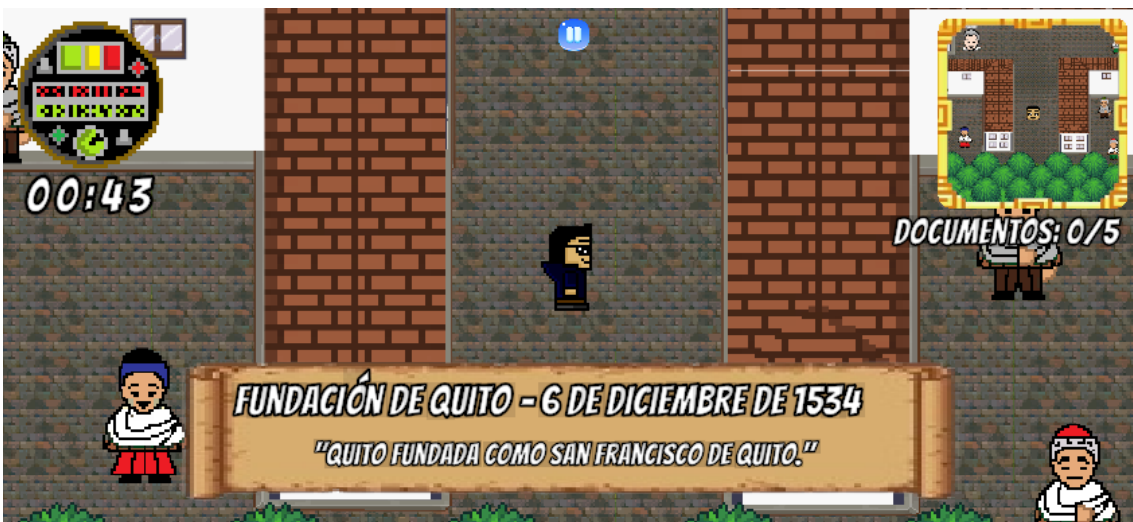 00:43
DOCUMENTOS: 0/5
FUNDACIÓN DE QUITO - 6 DE DICIEMBRE DE 1534
"QUITO FUNDADA COMO SAN FRANCISCO DE QUITO."